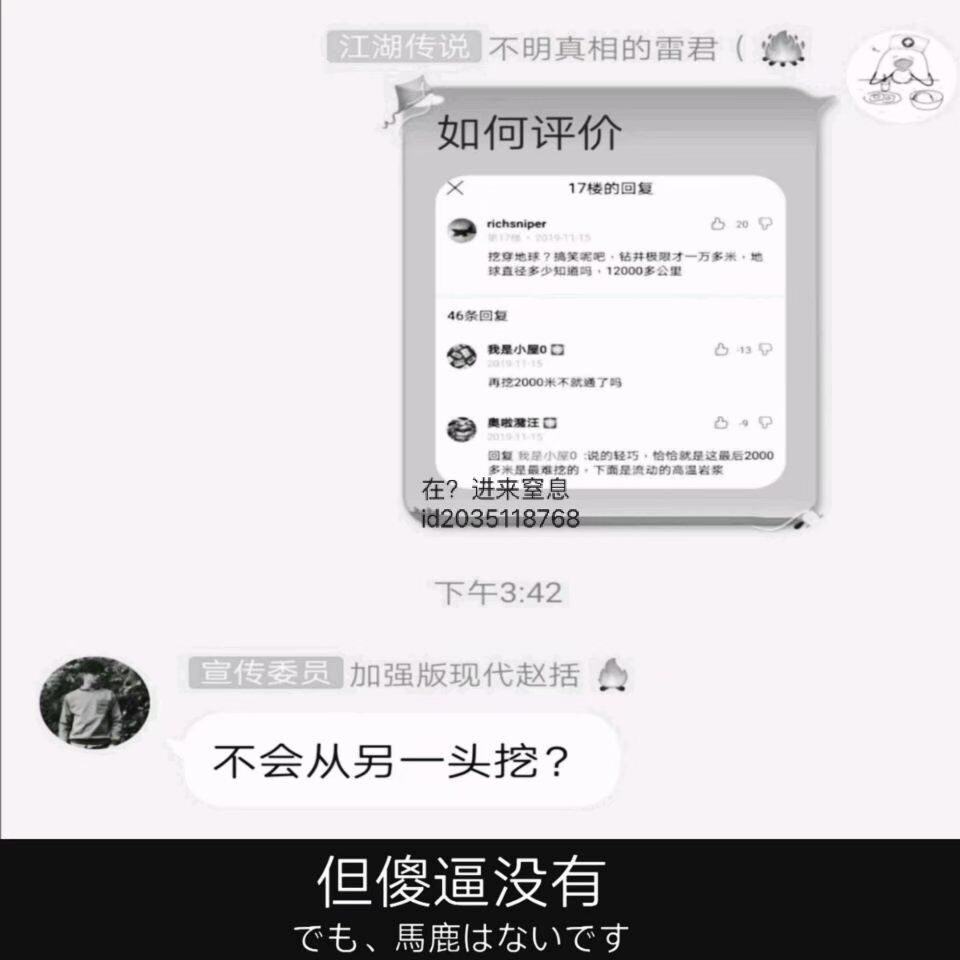 江湖传说 不明真相的雷君（
如何评价
17楼的回复
richsniper
20
第17楼・2019-11-15
挖穿地球？搞笑呢吧，钻井极限才一万多米，地
球直径多少知道吗，12000多公里
46条回复
我是小屋0
-13
2019-11-15
再挖2000米不就通了吗
奥啦潴汪
-9
2019-11-15
回复 我是小屋0 :说的轻巧，恰恰就是这最后2000
多米是最难挖的，下面是流动的高温岩浆
在？进来窒息
id2035118768
下午3:42
宣传委员 加强版现代赵括
不会从另一头挖？
但傻逼没有
でも、馬鹿はないです